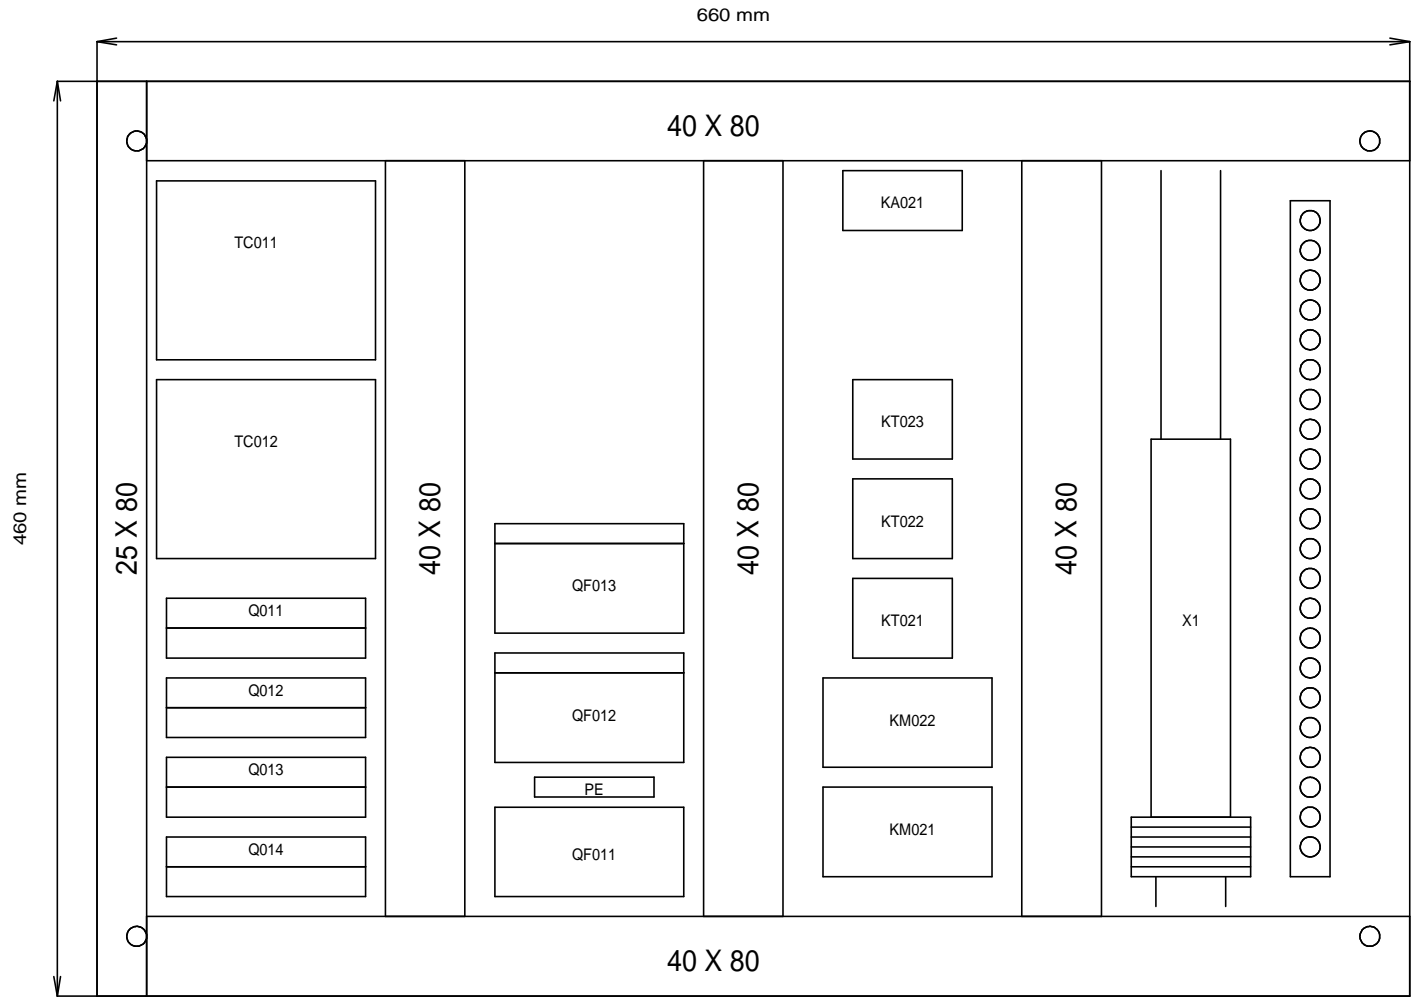 660 mm
40 X 80
KA021
TC011
KT023
TC012
460 mm
25 X 80
40 X 80
40 X 80
40 X 80
KT022
QF013
Q011
KT021
X1
Q012
QF012
KM022
Q013
PE
KM021
Q014
QF011
40 X 80